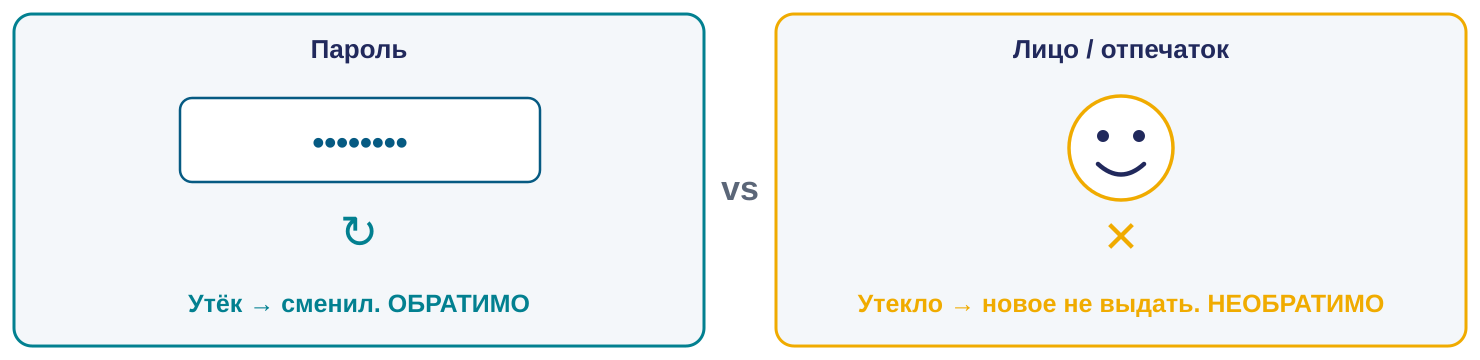 Пароль
••••••••
↻
Утёк → сменил. ОБРАТИМО
vs
Лицо / отпечаток
✕
Утекло → новое не выдать. НЕОБРАТИМО